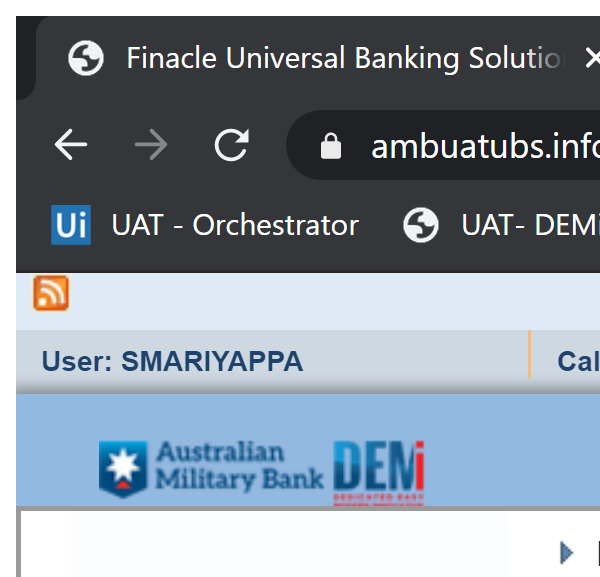 Finacle Universal Banking Solutio
ambuatubs.info
Ui UAT - Orchestrator UAT- DEMi
User: SMARIYAPPA Cal
Australian
Military Bank
DEMi
DEDICATED EASY